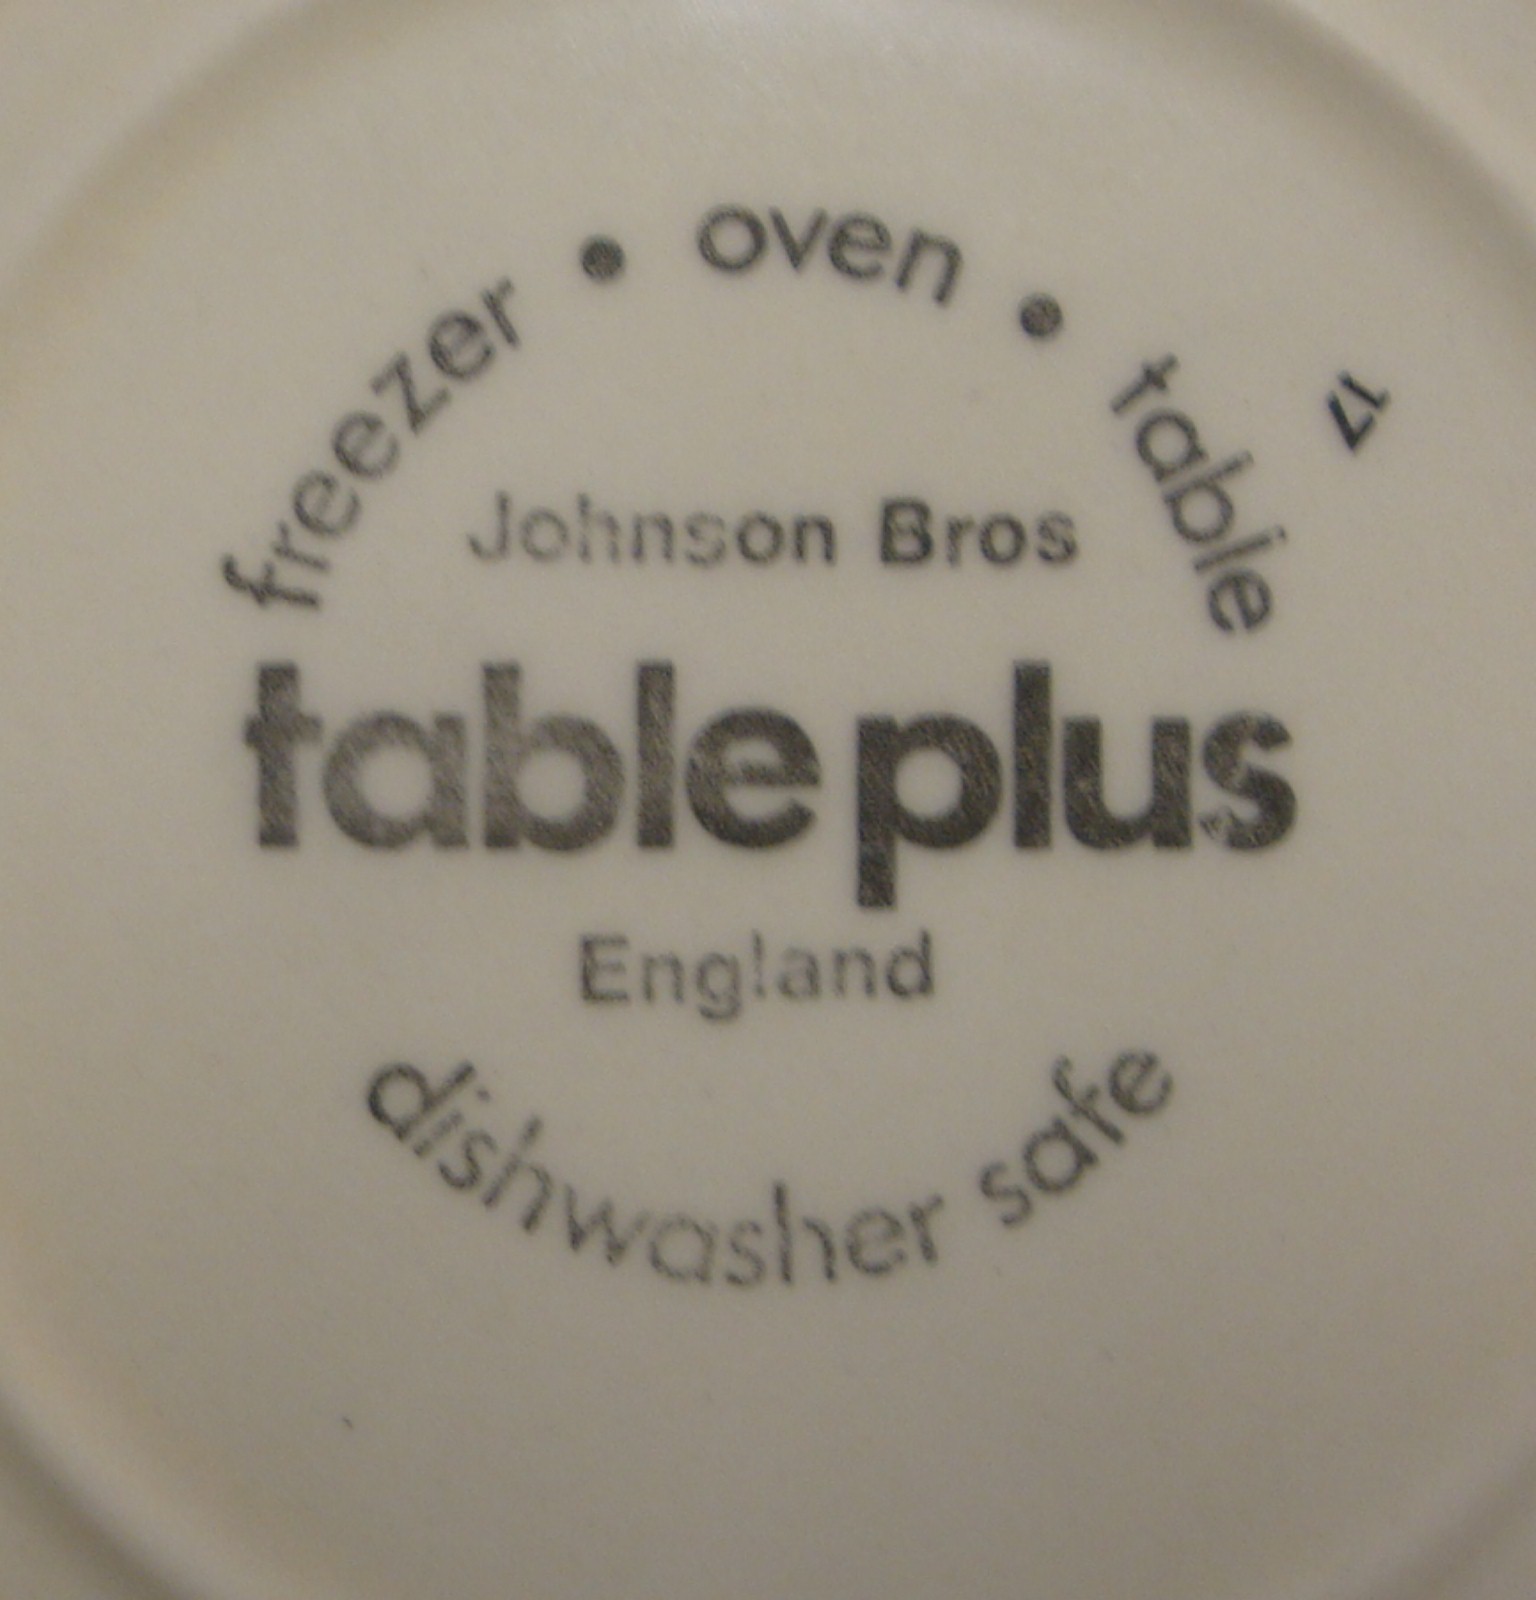 freezer • oven • table
17
Johnson Bros
table plus
England
dishwasher safe